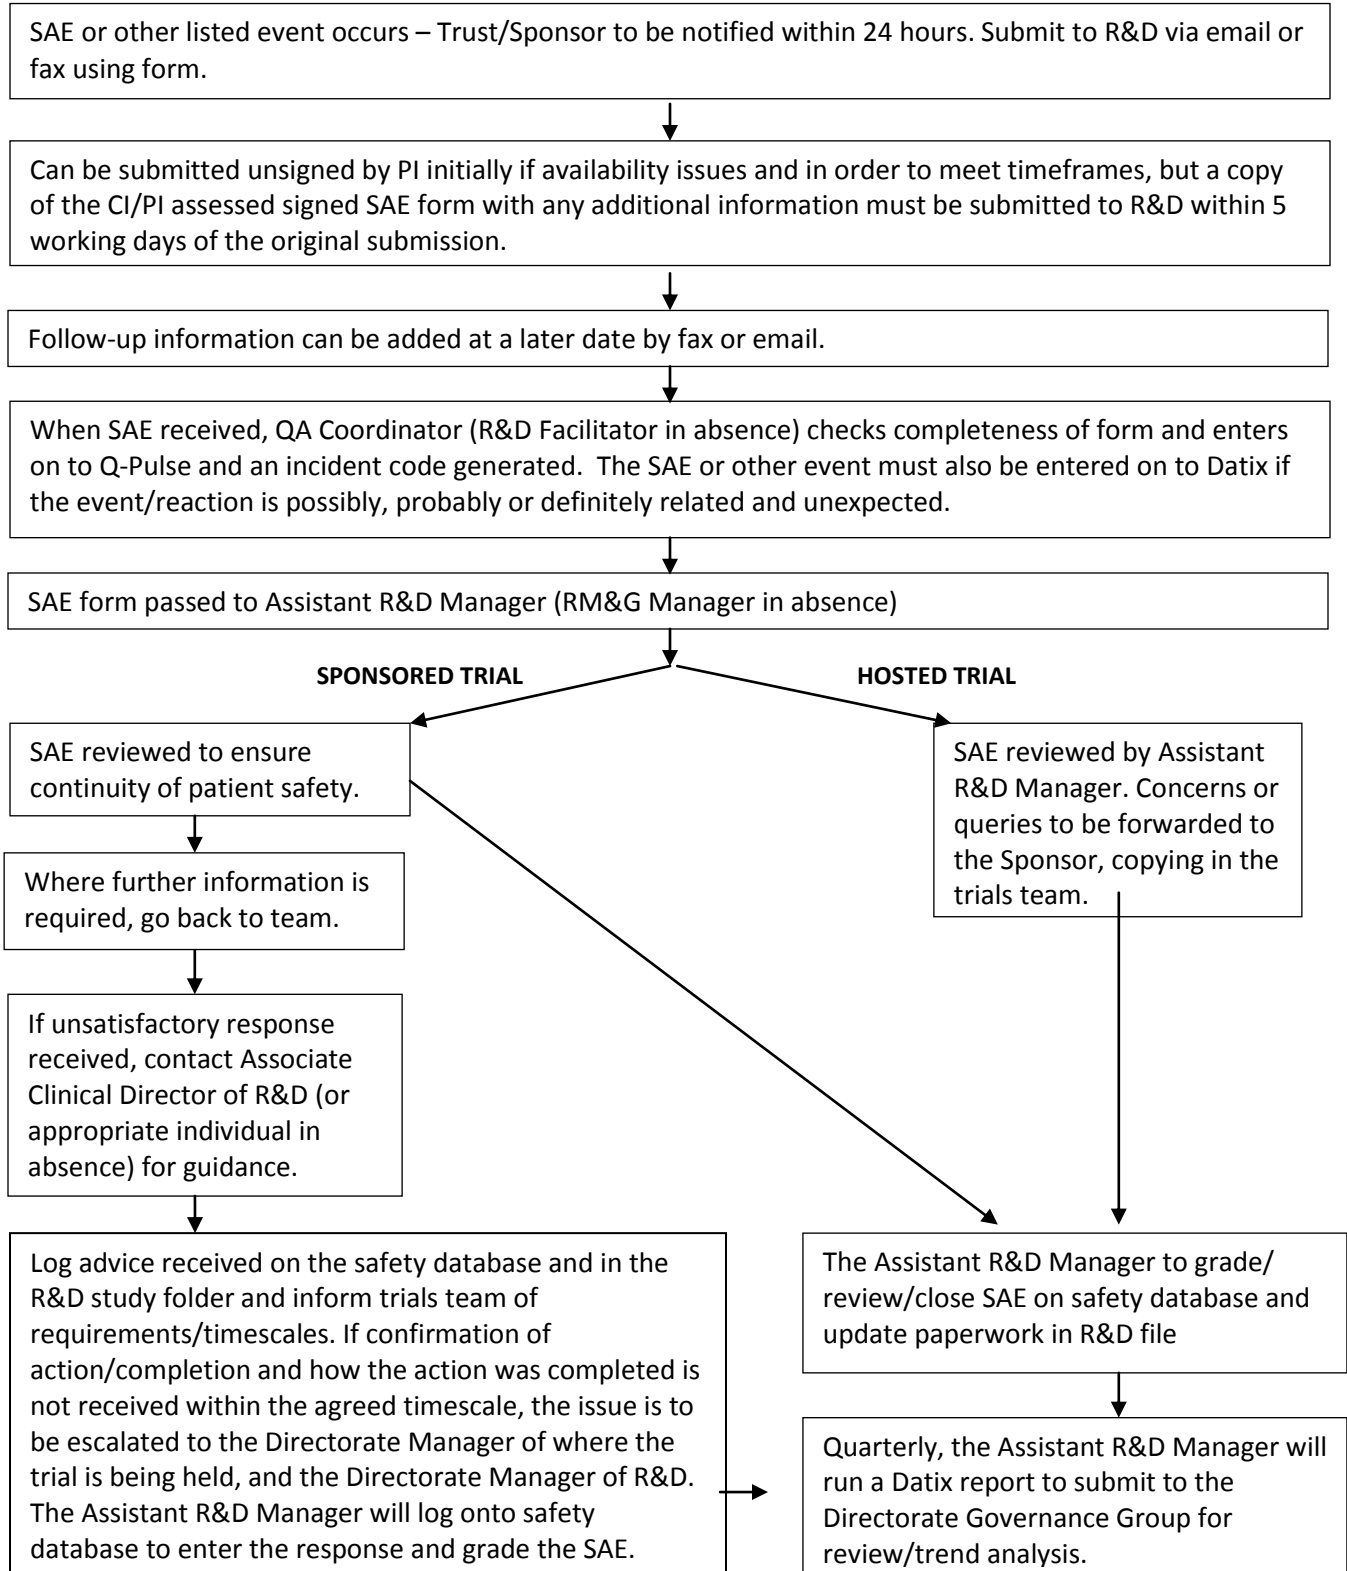 SAE or other listed event occurs – Trust/Sponsor to be notified within 24 hours. Submit to R&D via email or
fax using form.
Can be submitted unsigned by PI initially if availability issues and in order to meet timeframes, but a copy
of the CI/PI assessed signed SAE form with any additional information must be submitted to R&D within 5
working days of the original submission.
Follow-up information can be added at a later date by fax or email.
When SAE received, QA Coordinator (R&D Facilitator in absence) checks completeness of form and enters
on to Q-Pulse and an incident code generated.  The SAE or other event must also be entered on to Datix if
the event/reaction is possibly, probably or definitely related and unexpected.
SAE form passed to Assistant R&D Manager (RM&G Manager in absence)
SPONSORED TRIAL
HOSTED TRIAL
SAE reviewed to ensure
continuity of patient safety.
Where further information is
required, go back to team.
If unsatisfactory response
received, contact Associate
Clinical Director of R&D (or
appropriate individual in
absence) for guidance.
Log advice received on the safety database and in the
R&D study folder and inform trials team of
requirements/timescales. If confirmation of
action/completion and how the action was completed is
not received within the agreed timescale, the issue is to
be escalated to the Directorate Manager of where the
trial is being held, and the Directorate Manager of R&D.
The Assistant R&D Manager will log onto safety
database to enter the response and grade the SAE.
SAE reviewed by Assistant
R&D Manager. Concerns or
queries to be forwarded to
the Sponsor, copying in the
trials team.
The Assistant R&D Manager to grade/
review/close SAE on safety database and
update paperwork in R&D file
Quarterly, the Assistant R&D Manager will
run a Datix report to submit to the
Directorate Governance Group for
review/trend analysis.